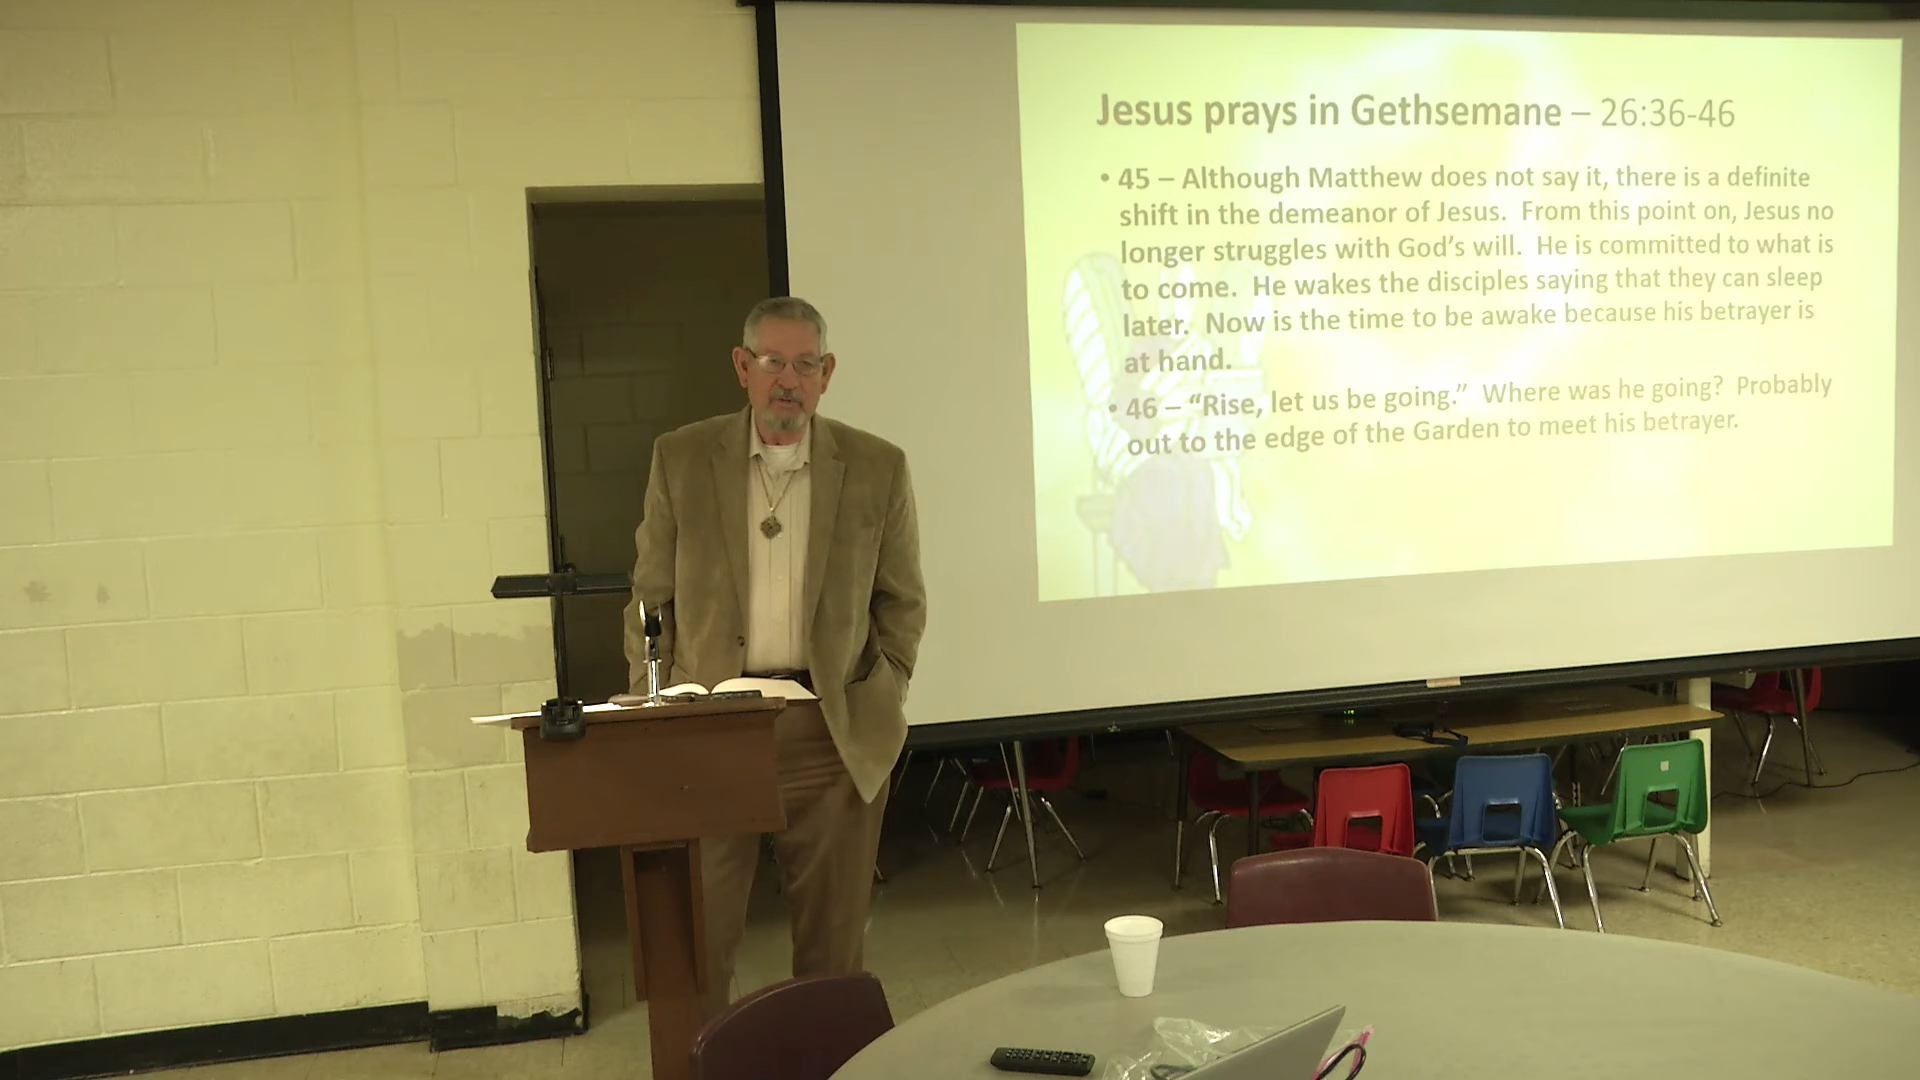 Jesus prays in Gethsemane – 26:36-46
• 45 – Although Matthew does not say it, there is a definite
shift in the demeanor of Jesus.  From this point on, Jesus no
longer struggles with God’s will.  He is committed to what is
to come.  He wakes the disciples saying that they can sleep
later.  Now is the time to be awake because his betrayer is
at hand.
• 46 – “Rise, let us be going.”  Where was he going?  Probably
out to the edge of the Garden to meet his betrayer.